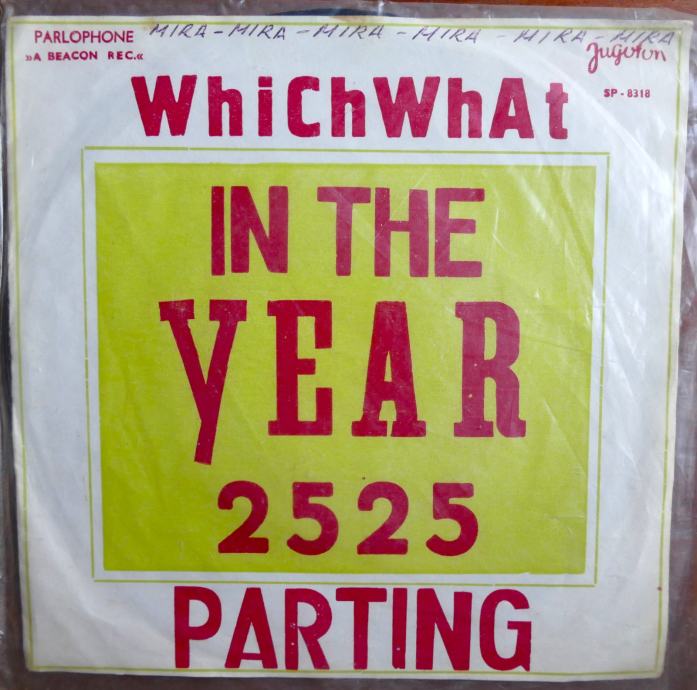 MIRA - MIRA - MIRA - MIRA - MIRA - MIRA
PARLOPHONE
»A BEACON REC.«
Jugoton
SP - 8318
WhiChWhAt
IN THE
YEAR
2525
PARTING